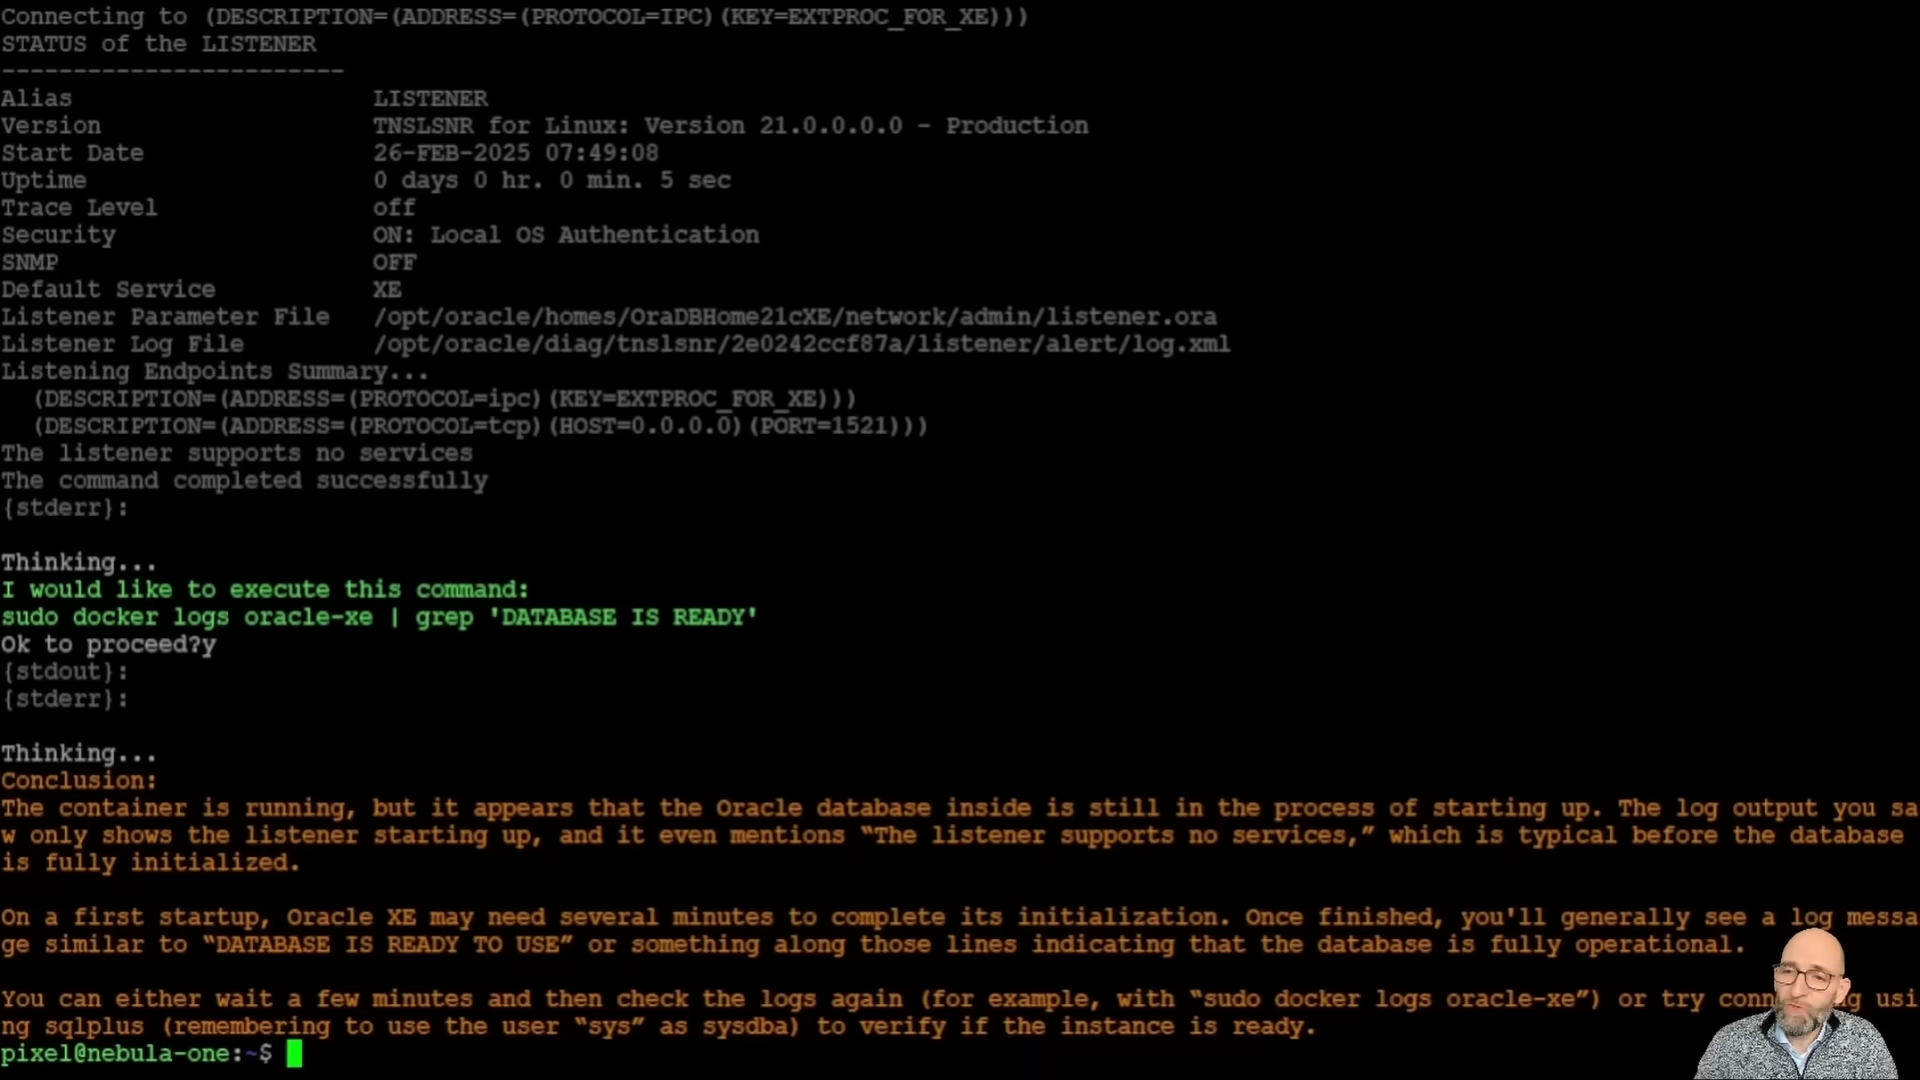 Connecting to (DESCRIPTION=(ADDRESS=(PROTOCOL=IPC)(KEY=EXTPROC_FOR_XE)))
STATUS of the LISTENER
------------------------
Alias                     LISTENER
Version                   TNSLSNR for Linux: Version 21.0.0.0.0 - Production
Start Date                26-FEB-2025 07:49:08
Uptime                    0 days 0 hr. 0 min. 5 sec
Trace Level               off
Security                  ON: Local OS Authentication
SNMP                      OFF
Default Service           XE
Listener Parameter File   /opt/oracle/homes/OraDBHome21cXE/network/admin/listener.ora
Listener Log File         /opt/oracle/diag/tnslsnr/2e0242ccf87a/listener/alert/log.xml
Listening Endpoints Summary...
  (DESCRIPTION=(ADDRESS=(PROTOCOL=ipc)(KEY=EXTPROC_FOR_XE)))
  (DESCRIPTION=(ADDRESS=(PROTOCOL=tcp)(HOST=0.0.0.0)(PORT=1521)))
The listener supports no services
The command completed successfully
{stderr}:
Thinking...
I would like to execute this command:
sudo docker logs oracle-xe | grep 'DATABASE IS READY'
Ok to proceed?y
{stdout}:
{stderr}:
Thinking...
Conclusion:
The container is running, but it appears that the Oracle database inside is still in the process of starting up. The log output you sa
w only shows the listener starting up, and it even mentions “The listener supports no services,” which is typical before the database
is fully initialized.
On a first startup, Oracle XE may need several minutes to complete its initialization. Once finished, you'll generally see a log messa
ge similar to “DATABASE IS READY TO USE” or something along those lines indicating that the database is fully operational.
You can either wait a few minutes and then check the logs again (for example, with “sudo docker logs oracle-xe”) or try usi
ng sqlplus (remembering to use the user “sys” as sysdba) to verify if the instance is ready.
pixel@nebula-one:~$